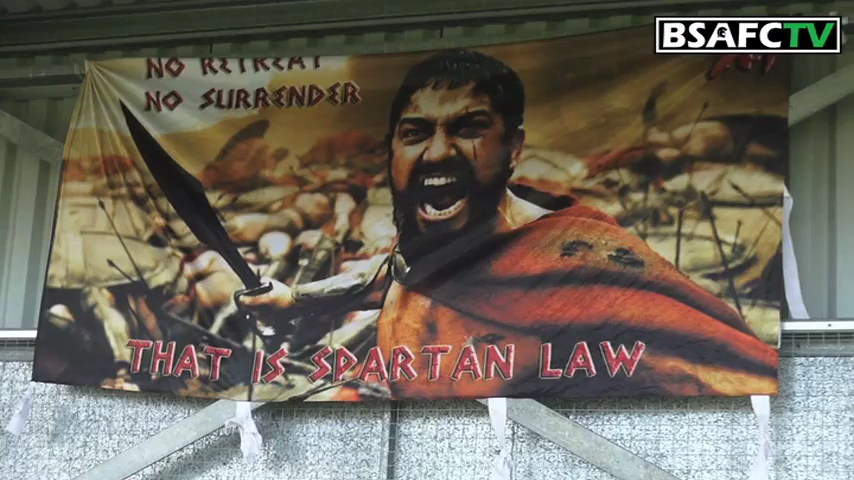 BSAFCTV
NO RETREAT
NO SURRENDER
THAT IS SPARTAN LAW